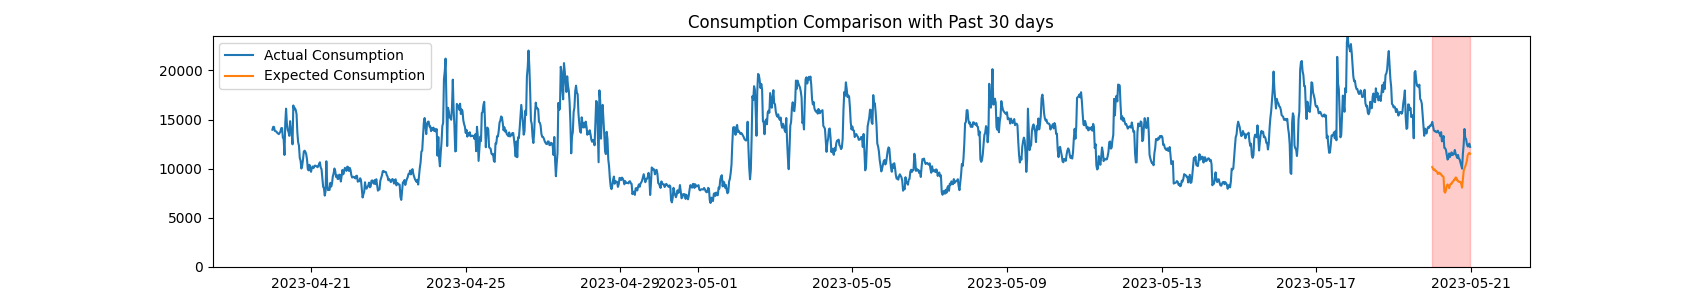 Consumption Comparison with Past 30 days
Actual Consumption
Expected Consumption
20000
15000
10000
5000
0
2023-04-21 2023-04-25 2023-04-29 2023-05-01 2023-05-05 2023-05-09 2023-05-13 2023-05-17 2023-05-21